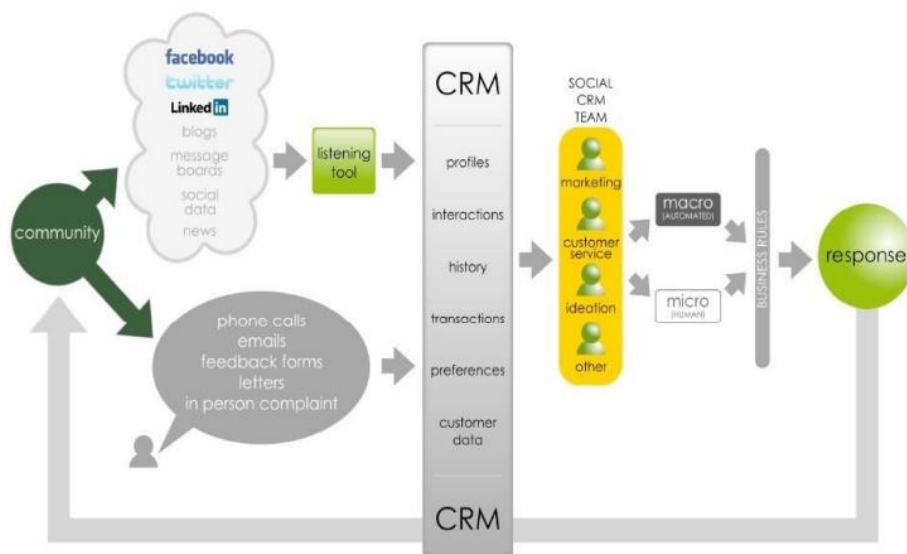 community
facebook
twitter
Linked in
blogs
message
boards
social
data
news
listening
tool
phone calls
emails
feedback forms
letters
in person complaint
CRM
profiles
interactions
history
transactions
preferences
customer
data
CRM
SOCIAL
CRM
TEAM
marketing
customer
service
ideation
other
macro
(AUTOMATED)
micro
(HUMAN)
BUSINESS RULES
response